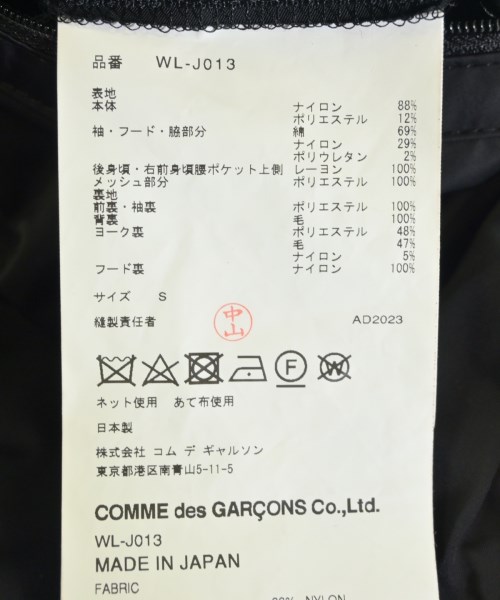 品番 WL-J013
表地
本体 ナイロン 88%
ポリエステル 12%
袖・フード・脇部分 綿 69%
ナイロン 29%
ポリウレタン 2%
後身頃・右前身頃腰ポケット上側 レーヨン 100%
メッシュ部分 ポリエステル 100%
裏地
前裏・袖裏 ポリエステル 100%
背裏 毛 100%
ヨーク裏 ポリエステル 48%
毛 47%
ナイロン 5%
フード裏 ナイロン 100%
サイズ S
縫製責任者 中山 AD2023
F W
ネット使用 あて布使用
日本製
株式会社 コム デ ギャルソン
東京都港区南青山5-11-5
COMME des GARÇONS Co.,Ltd.
WL-J013
MADE IN JAPAN
FABRIC
88% NYLON